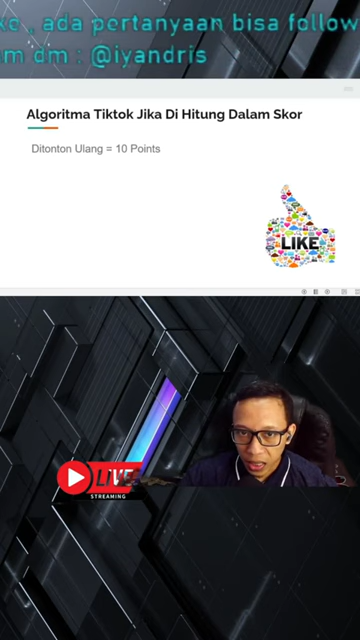 , ada pertanyaan bisa follow
dm : @iyandris
Algoritma Tiktok Jika Di Hitung Dalam Skor
Ditonton Ulang = 10 Points
LIKE
LIVE
STREAMING